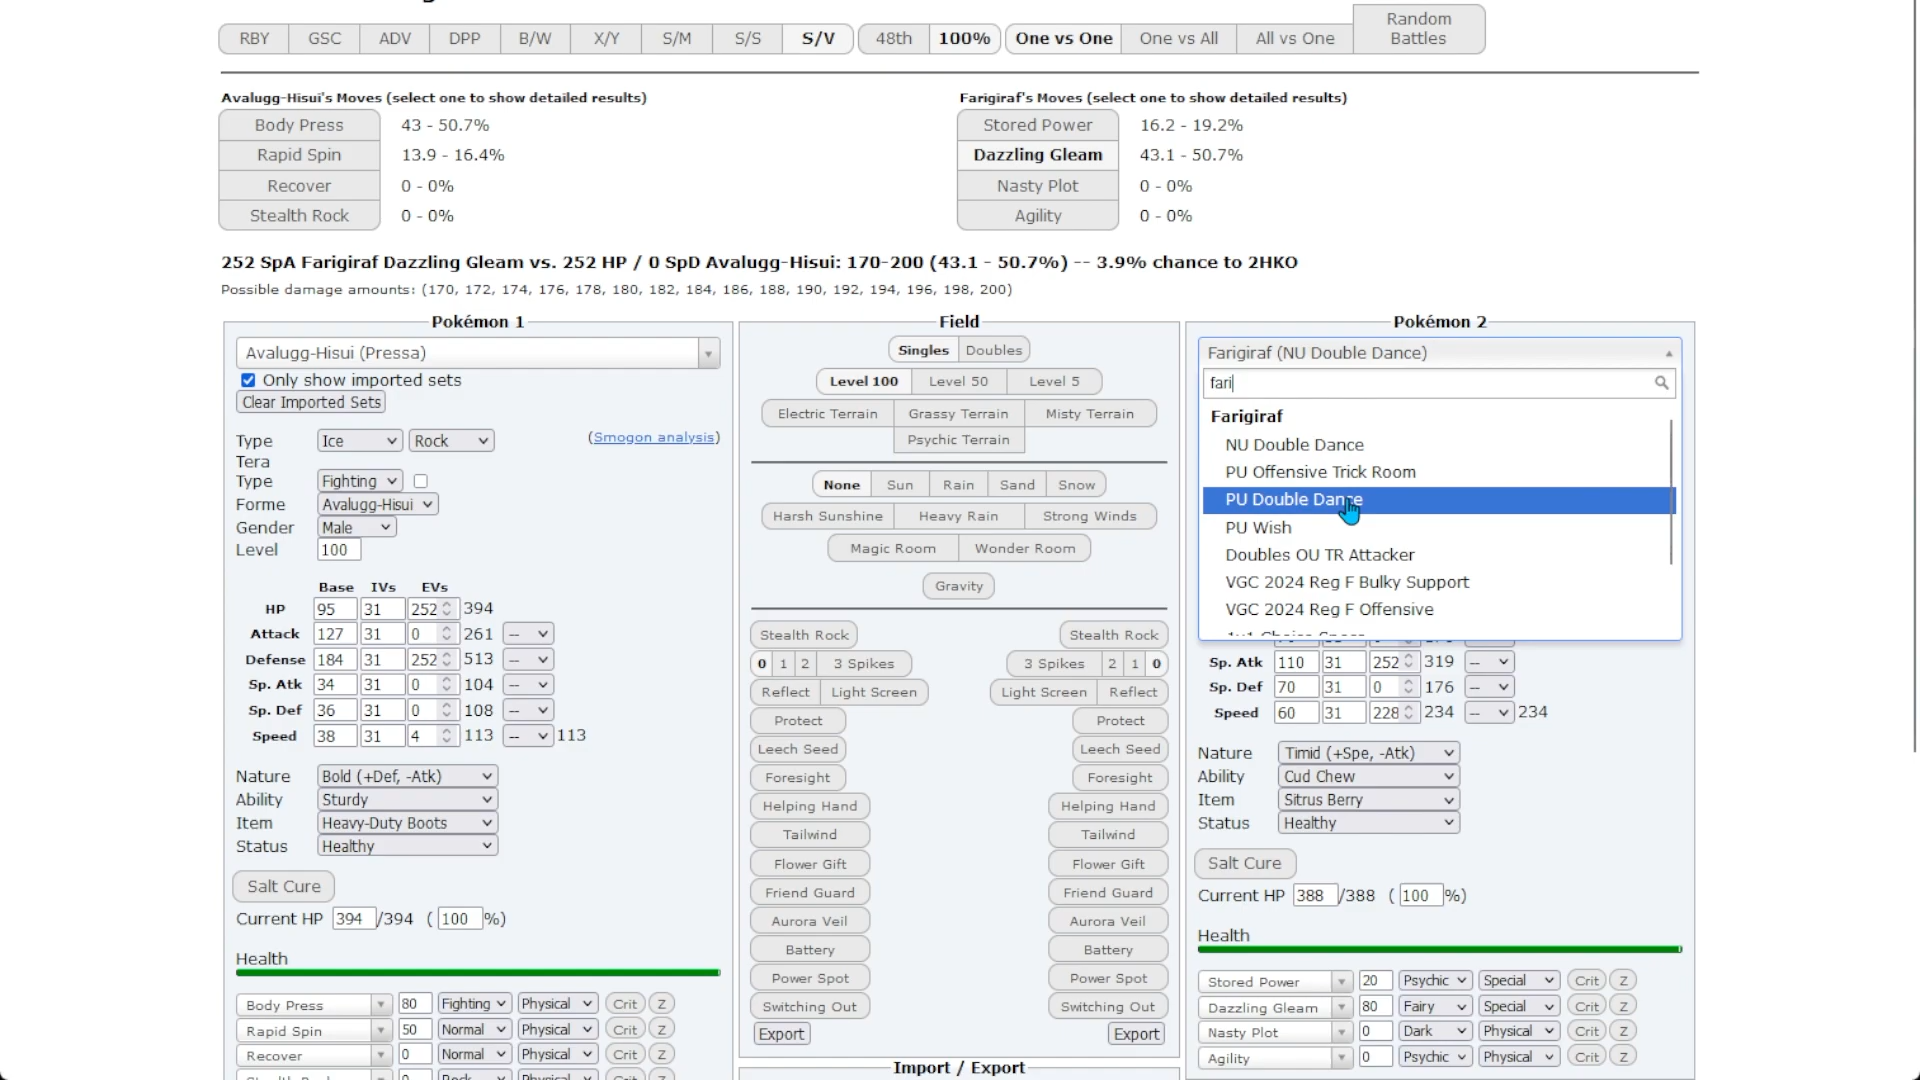 RBY GSC ADV DPP B/W X/Y S/M S/S S/V 48th 100% One vs One One vs All All vs One Random Battles
Avalugg-Hisui's Moves (select one to show detailed results)
Body Press 43 - 50.7%
Rapid Spin 13.9 - 16.4%
Recover 0 - 0%
Stealth Rock 0 - 0%
Farigiraf's Moves (select one to show detailed results)
Stored Power 16.2 - 19.2%
Dazzling Gleam 43.1 - 50.7%
Nasty Plot 0 - 0%
Agility 0 - 0%
252 SpA Farigiraf Dazzling Gleam vs. 252 HP / 0 SpD Avalugg-Hisui: 170-200 (43.1 - 50.7%) -- 3.9% chance to 2HKO
Possible damage amounts: (170, 172, 174, 176, 178, 180, 182, 184, 186, 188, 190, 192, 194, 196, 198, 200)
Pokémon 1
Avalugg-Hisui (Pressa)
Only show imported sets
Clear Imported Sets
Type Ice Rock (Smogon analysis)
Tera
Type Fighting
Forme Avalugg-Hisui
Gender Male
Level 100
Base IVs EVs
HP 95 31 252 394
Attack 127 31 0 261 --
Defense 184 31 252 513 --
Sp. Atk 34 31 0 104 --
Sp. Def 36 31 0 108 --
Speed 38 31 4 113 -- 113
Nature Bold (+Def, -Atk)
Ability Sturdy
Item Heavy-Duty Boots
Status Healthy
Salt Cure
Current HP 394 /394 ( 100 %)
Health
Body Press 80 Fighting Physical Crit Z
Rapid Spin 50 Normal Physical Crit Z
Recover 0 Normal Physical Crit Z
Field
Singles Doubles
Level 100 Level 50 Level 5
Electric Terrain Grassy Terrain Misty Terrain
Psychic Terrain
None Sun Rain Sand Snow
Harsh Sunshine Heavy Rain Strong Winds
Magic Room Wonder Room
Gravity
Stealth Rock Stealth Rock
0 1 2 3 Spikes 3 Spikes 2 1 0
Reflect Light Screen Light Screen Reflect
Protect Protect
Leech Seed Leech Seed
Foresight Foresight
Helping Hand Helping Hand
Tailwind Tailwind
Flower Gift Flower Gift
Friend Guard Friend Guard
Aurora Veil Aurora Veil
Battery Battery
Power Spot Power Spot
Switching Out Switching Out
Export Export
Import / Export
Pokémon 2
Farigiraf (NU Double Dance)
fari
Farigiraf
NU Double Dance
PU Offensive Trick Room
PU Double Dance
PU Wish
Doubles OU TR Attacker
VGC 2024 Reg F Bulky Support
VGC 2024 Reg F Offensive
Sp. Atk 110 31 252 319 --
Sp. Def 70 31 0 176 --
Speed 60 31 228 234 -- 234
Nature Timid (+Spe, -Atk)
Ability Cud Chew
Item Sitrus Berry
Status Healthy
Salt Cure
Current HP 388 /388 ( 100 %)
Health
Stored Power 20 Psychic Special Crit Z
Dazzling Gleam 80 Fairy Special Crit Z
Nasty Plot 0 Dark Physical Crit Z
Agility 0 Psychic Physical Crit Z